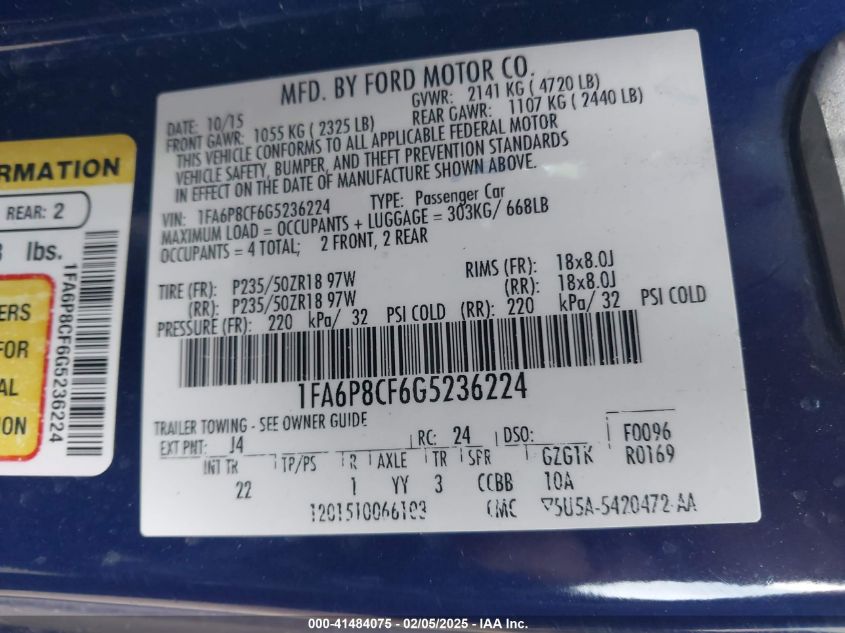 MFD. BY FORD MOTOR CO.
DATE: 10/15 GVWR: 2141 KG ( 4720 LB)
FRONT GAWR: 1055 KG ( 2325 LB) REAR GAWR: 1107 KG ( 2440 LB)
THIS VEHICLE CONFORMS TO ALL APPLICABLE FEDERAL MOTOR
VEHICLE SAFETY, BUMPER, AND THEFT PREVENTION STANDARDS
IN EFFECT ON THE DATE OF MANUFACTURE SHOWN ABOVE.
VIN: 1FA6P8CF6G5236224 TYPE: Passenger Car
MAXIMUM LOAD = OCCUPANTS + LUGGAGE = 303KG/ 668LB
OCCUPANTS = 4 TOTAL; 2 FRONT, 2 REAR
TIRE (FR): P235/50ZR18 97W RIMS (FR): 18x8.0J
(RR): P235/50ZR18 97W (RR): 18x8.0J
PRESSURE (FR): 220 kPa/ 32 PSI COLD (RR): 220 kPa/ 32 PSI COLD
1FA6P8CF6G5236224
TRAILER TOWING - SEE OWNER GUIDE
EXT PNT: J4 RC: 24 DSO: F0096
INT TR TP/PS R AXLE TR SFR GZGTK R0169
22 1 YY 3 CCBB 10A
CMC 5U5A-5420472-AA
RMATION
REAR: 2
lbs.
1FA6P8CF6G5236224
ERS
FOR
AL
ION
000-41484075 - 02/05/2025 - IAA Inc.